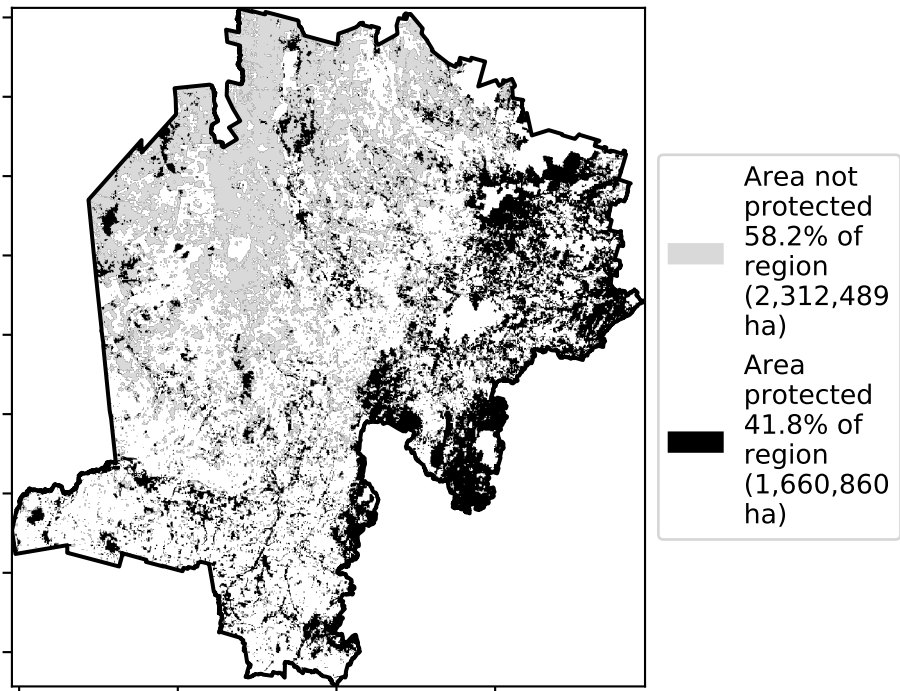 Area not
protected
58.2% of
region
(2,312,489
ha)
Area
protected
41.8% of
region
(1,660,860
ha)